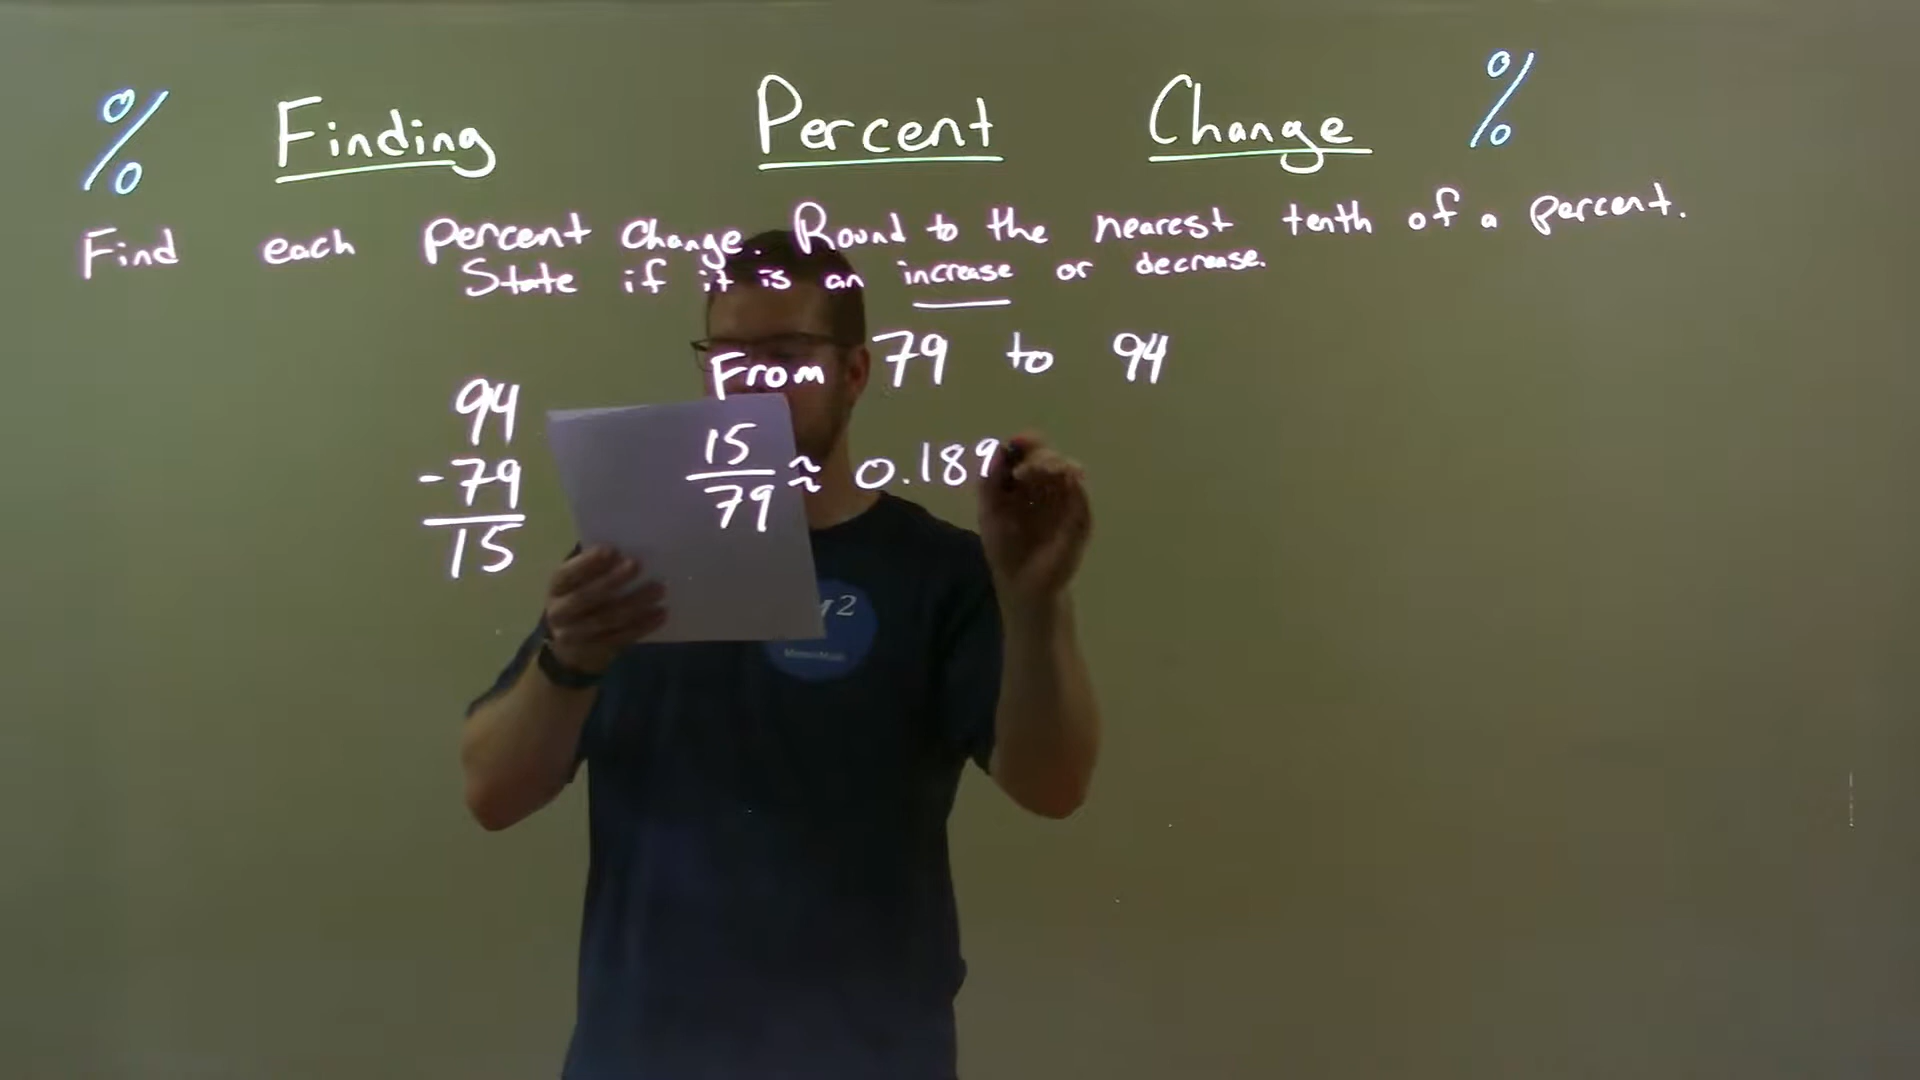 % Finding Percent Change %
Find each percent change. Round to the nearest tenth of a percent.
State if it is an increase or decrease.
From 79 to 94
94
-79
15
15
79
≈ 0.189
2